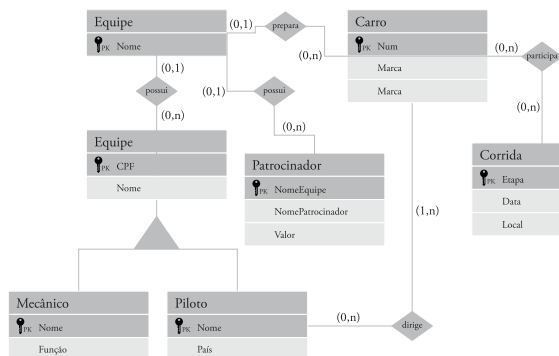 Equipe
PK Nome
(0,1)
prepara
(0,n)
Carro
PK Num
Marca
Marca
(0,n)
participa
(0,n)
(0,1)
possui
(0,n)
(0,1)
possui
(0,n)
Equipe
PK CPF
Nome
Patrocinador
PK NomeEquipe
NomePatrocinador
Valor
Corrida
PK Etapa
Data
Local
(1,n)
Mecânico
PK Nome
Função
Piloto
PK Nome
País
(0,n)
dirige